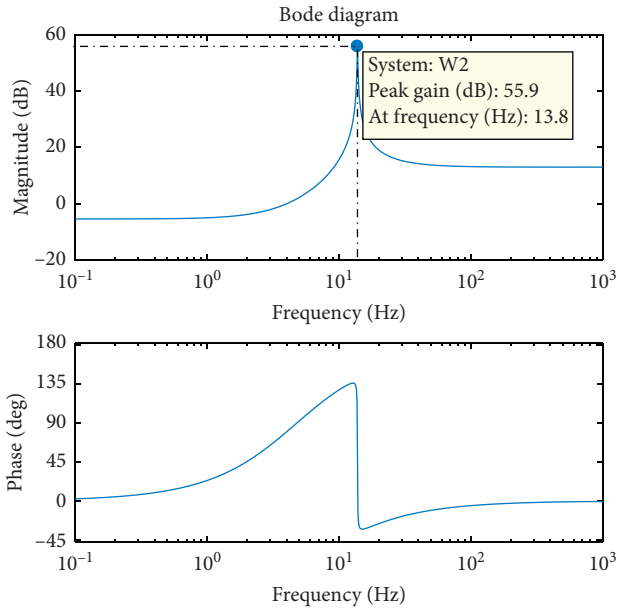 Bode diagram
60
40
20
0
−20
Magnitude (dB)
System: W2
Peak gain (dB): 55.9
At frequency (Hz): 13.8
10⁻¹ 10⁰ 10¹ 10² 10³
Frequency (Hz)
180
135
90
45
0
−45
Phase (deg)
10⁻¹ 10⁰ 10¹ 10² 10³
Frequency (Hz)